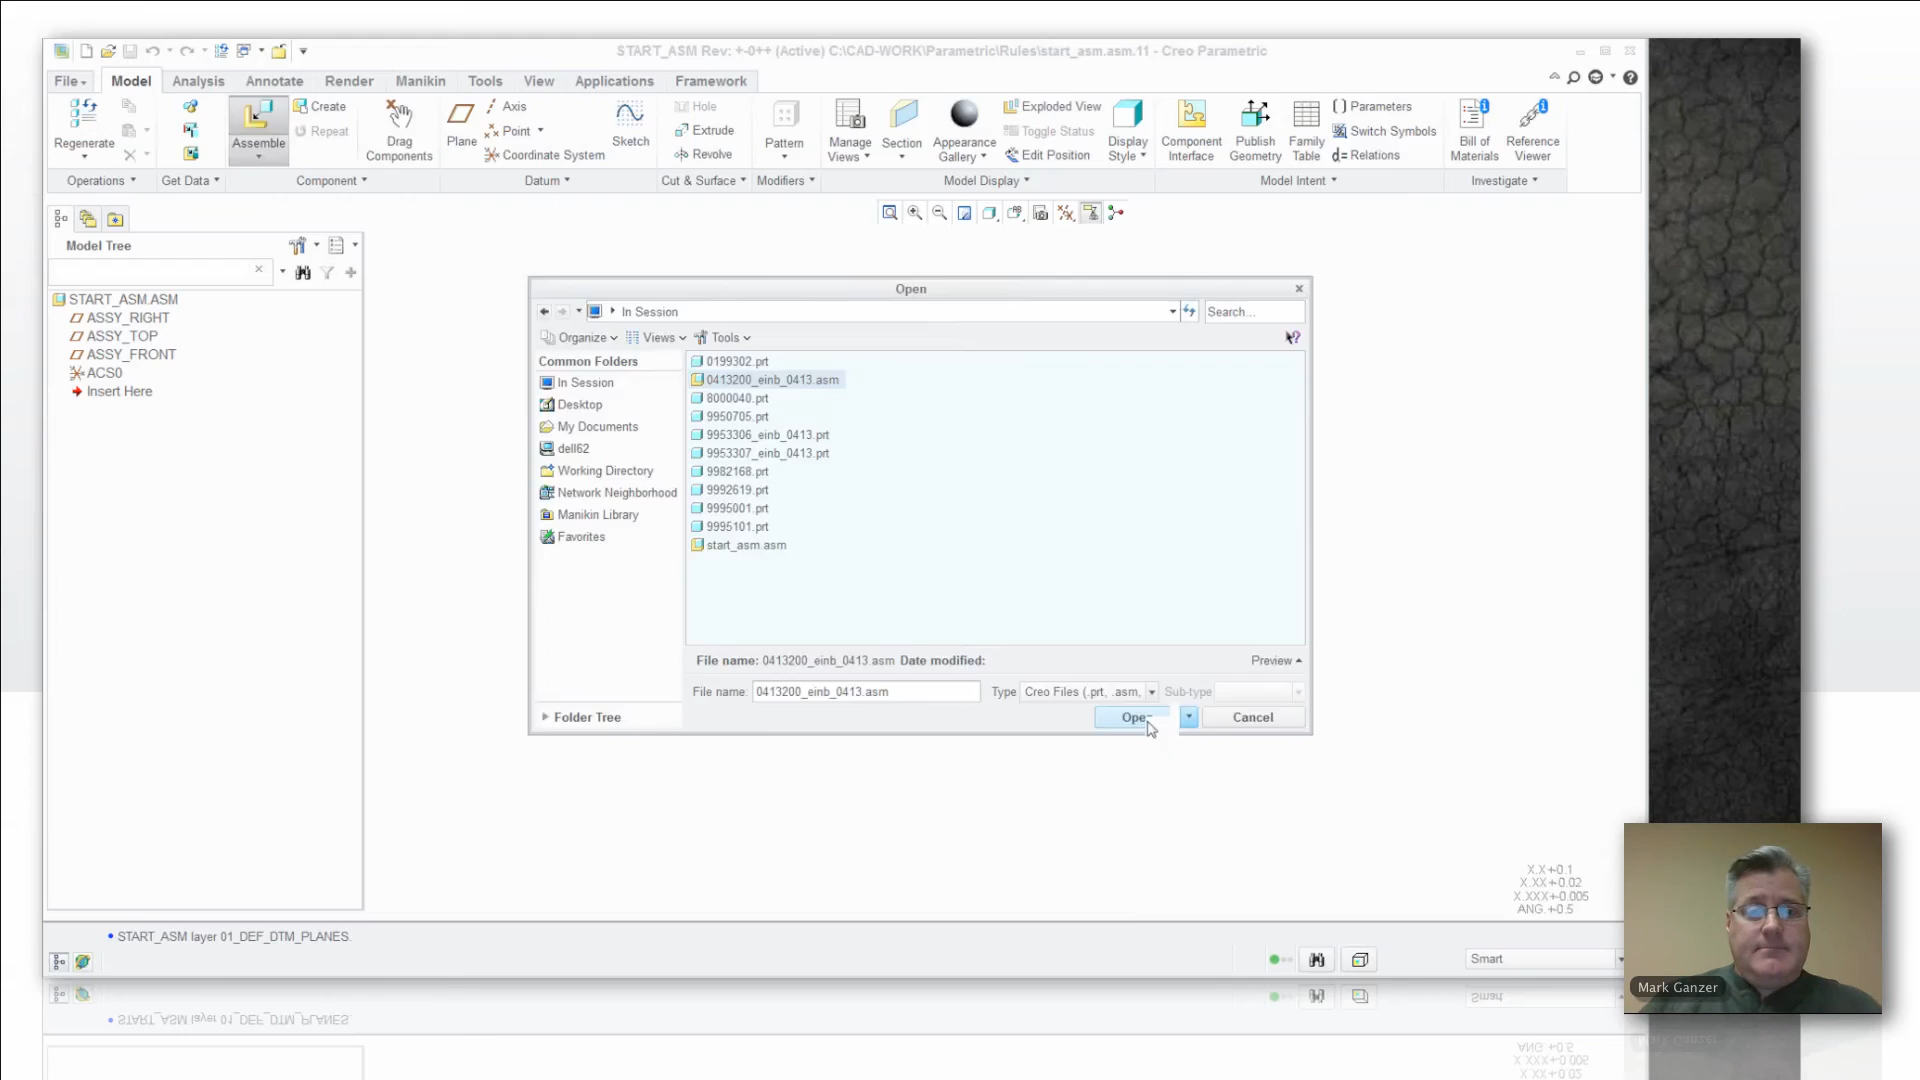 START_ASM Rev: +-0++ (Active) C:\CAD-WORK\Parametric\Rules\start_asm.asm.11 - Creo Parametric
File Model Analysis Annotate Render Manikin Tools View Applications Framework
Regenerate
Assemble
Create
Repeat
Drag
Components
Plane
Axis
Point
Coordinate System
Sketch
Hole
Extrude
Revolve
Pattern
Manage
Views
Section
Appearance
Gallery
Exploded View
Toggle Status
Edit Position
Display
Style
Component
Interface
Publish
Geometry
Family
Table
Parameters
Switch Symbols
d= Relations
Bill of
Materials
Reference
Viewer
Operations Get Data Component Datum Cut & Surface Modifiers Model Display Model Intent Investigate
Model Tree
START_ASM.ASM
ASSY_RIGHT
ASSY_TOP
ASSY_FRONT
ACS0
Insert Here
Open
In Session
Search...
Organize Views Tools
Common Folders
In Session
Desktop
My Documents
dell62
Working Directory
Network Neighborhood
Manikin Library
Favorites
Folder Tree
0199302.prt
0413200_einb_0413.asm
8000040.prt
9950705.prt
9953306_einb_0413.prt
9953307_einb_0413.prt
9982168.prt
9992619.prt
9995001.prt
9995101.prt
start_asm.asm
File name: 0413200_einb_0413.asm Date modified:
Preview
File name: 0413200_einb_0413.asm Type Creo Files (.prt, .asm, Sub-type
Open Cancel
X.X+-0.1
X.XX+-0.02
X.XXX+-0.005
ANG.+-0.5
• START_ASM layer 01_DEF_DTM_PLANES.
Smart
Mark Ganzer